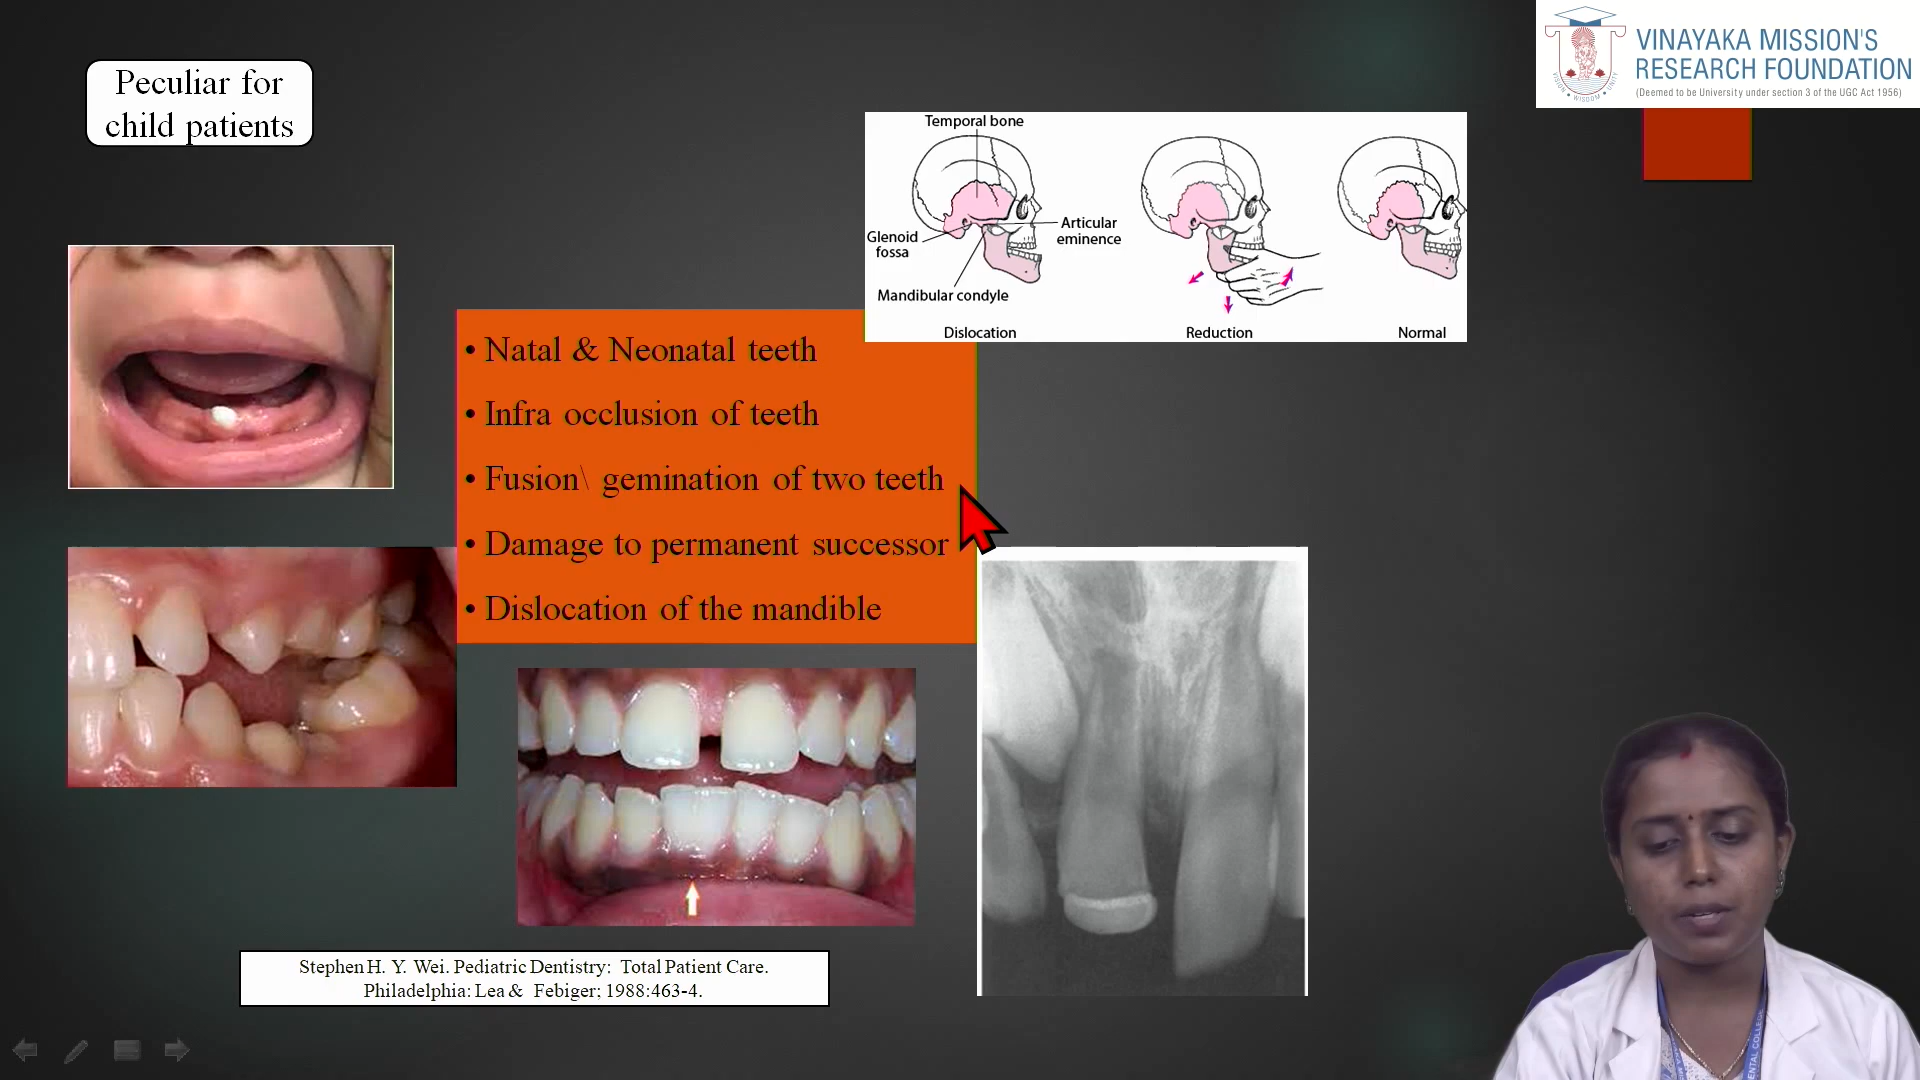 VINAYAKA MISSION'S
RESEARCH FOUNDATION
(Deemed to be University under section 3 of the UGC Act 1956)
Peculiar for
child patients
Temporal bone
Glenoid
fossa
Articular
eminence
Mandibular condyle
Dislocation
Reduction
Normal
• Natal & Neonatal teeth
• Infra occlusion of teeth
• Fusion\ gemination of two teeth
• Damage to permanent successor
• Dislocation of the mandible
Stephen H. Y. Wei. Pediatric Dentistry: Total Patient Care.
Philadelphia: Lea & Febiger; 1988:463-4.